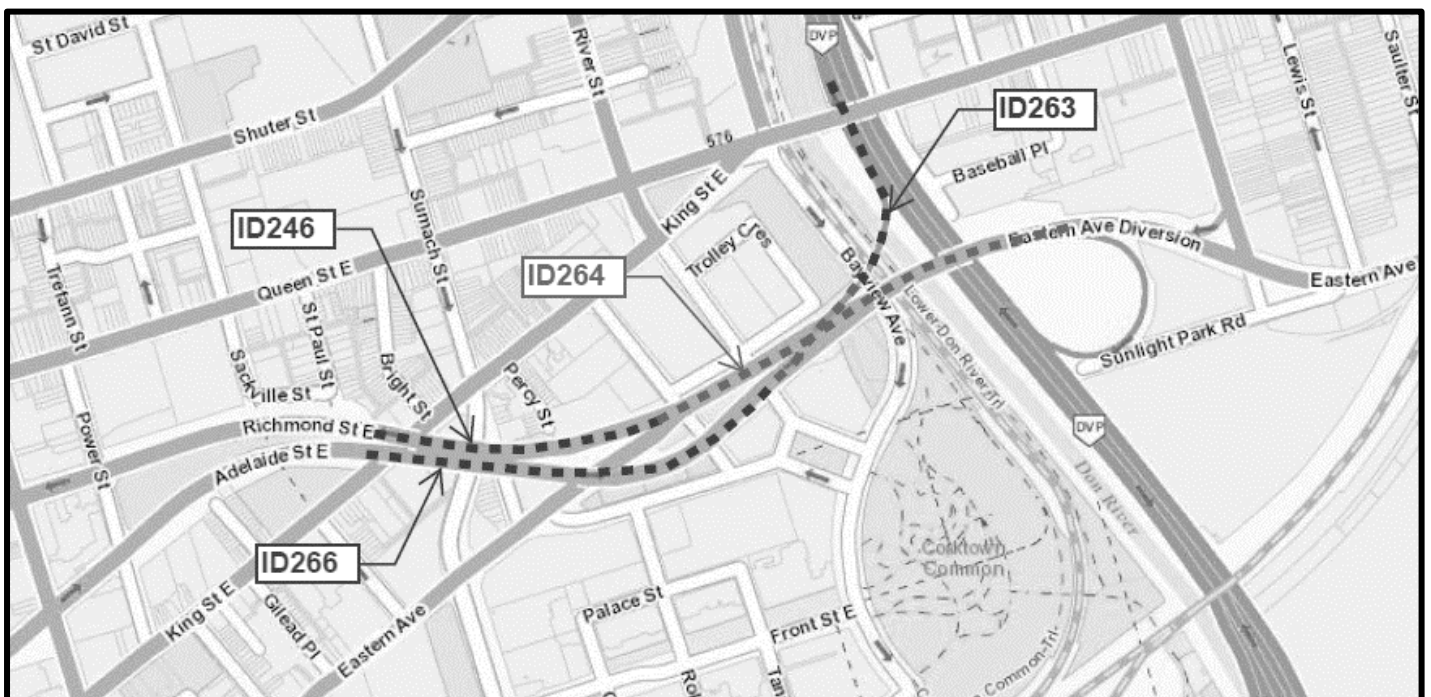 St David St
River St
DVP
Lewis St
Saulter St
Shuter St
576
ID263
Baseball Pl
ID246
Sumach St
King St E
Trolley Cres
ID264
Eastern Ave Diversion
Eastern Ave
Trefann St
Queen St E
Bayview Ave
Lower Don River Trl
Sunlight Park Rd
St Paul St
Sackville St
Bright St
Percy St
Richmond St E
Power St
Adelaide St E
DVP
Don River
ID266
Corktown
Common
King St E
Gilead Pl
Eastern Ave
Palace St
Front St E
Common Trl
Tan